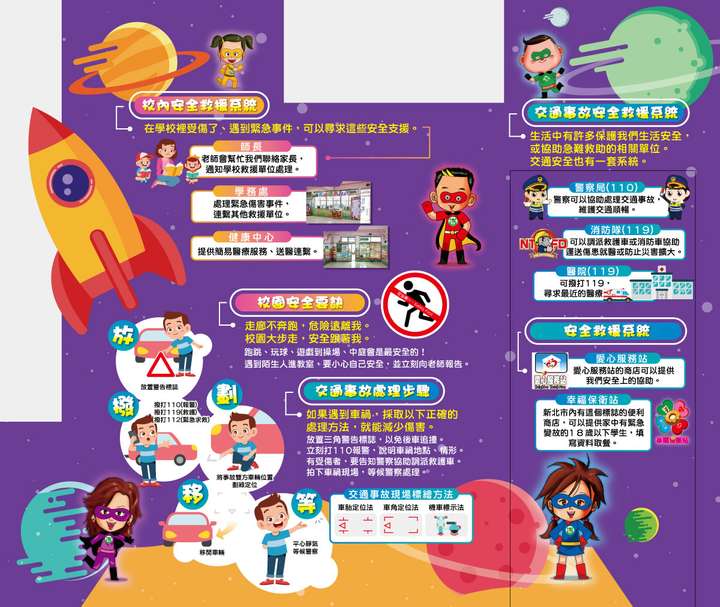 校內安全救援系統
在學校裡受傷了、遇到緊急事件，可以尋求這些安全支援。
師長
老師會幫忙我們聯絡家長，
通知學校救援單位處理。
學務處
處理緊急傷害事件，
連繫其他救援單位。
健康中心
提供簡易醫療服務、送醫連繫。
校園安全要訣
走廊不奔跑，危險遠離我。
校園大步走，安全跟著我。
跑跳、玩球、遊戲到操場、中庭會是最安全的！
遇到陌生人進教室，要小心自己安全，並立刻向老師報告。
放
放置警告標誌
撥
撥打110(報警)
撥打119(救護)
撥打112(緊急求救)
劃
將事故雙方車輛位置
劃線定位
移
移開車輛
等
平心靜氣
等候警察
交通事故處理步驟
如果遇到車禍，採取以下正確的
處理方法，就能減少傷害。
放置三角警告標誌，以免後車追撞。
立刻打110報警，說明車禍地點、情形。
有受傷者，要告知警察協助調派救護車。
拍下車禍現場，等候警察處理。
交通事故現場標繪方法
車胎定位法
車角定位法
機車標示法
交通事故安全救援系統
生活中有許多保護我們生活安全，
或協助急難救助的相關單位。
交通安全也有一套系統。
警察局(110)
警察可以協助處理交通事故，
維護交通順暢。
消防隊(119)
NTFD
可以調派救護車或消防車協助
運送傷患就醫或防止災害擴大。
醫院(119)
可撥打119，
尋求最近的醫療
安全救援系統
愛心服務站
愛心服務站
愛心服務站的商店可以提供
我們安全上的協助。
幸福保衛站
新北市內有這個標誌的便利
商店，可以提供家中有緊急
變故的18歲以下學生，填
寫資料取餐。
幸福保衛站